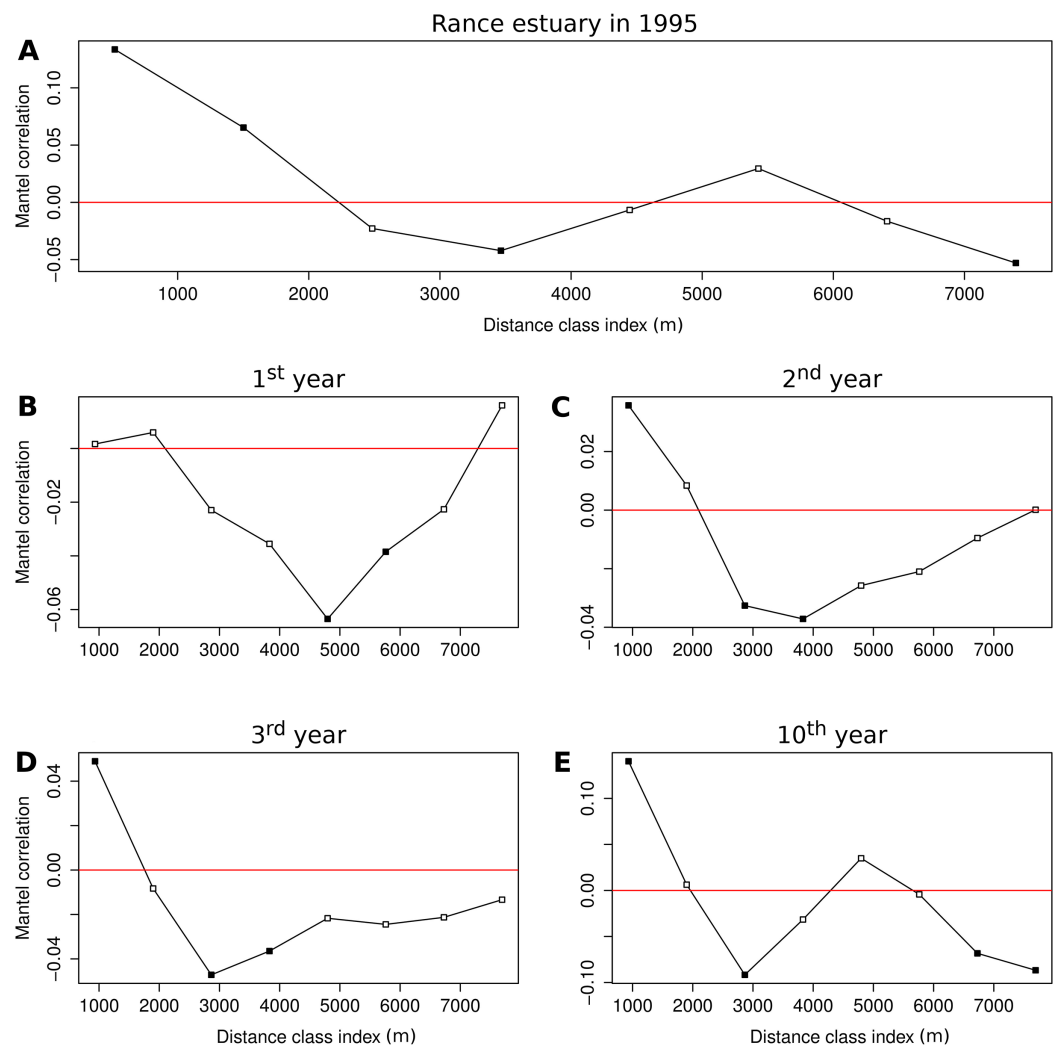 Rance estuary in 1995
A
Mantel correlation
0.10
0.05
0.00
−0.05
1000 2000 3000 4000 5000 6000 7000
Distance class index (m)
1st year
B
Mantel correlation
−0.02
−0.06
1000 2000 3000 4000 5000 6000 7000
2nd year
C
0.02
0.00
−0.04
1000 2000 3000 4000 5000 6000 7000
3rd year
D
Mantel correlation
0.04
0.00
−0.04
1000 2000 3000 4000 5000 6000 7000
Distance class index (m)
10th year
E
0.10
0.00
−0.10
1000 2000 3000 4000 5000 6000 7000
Distance class index (m)